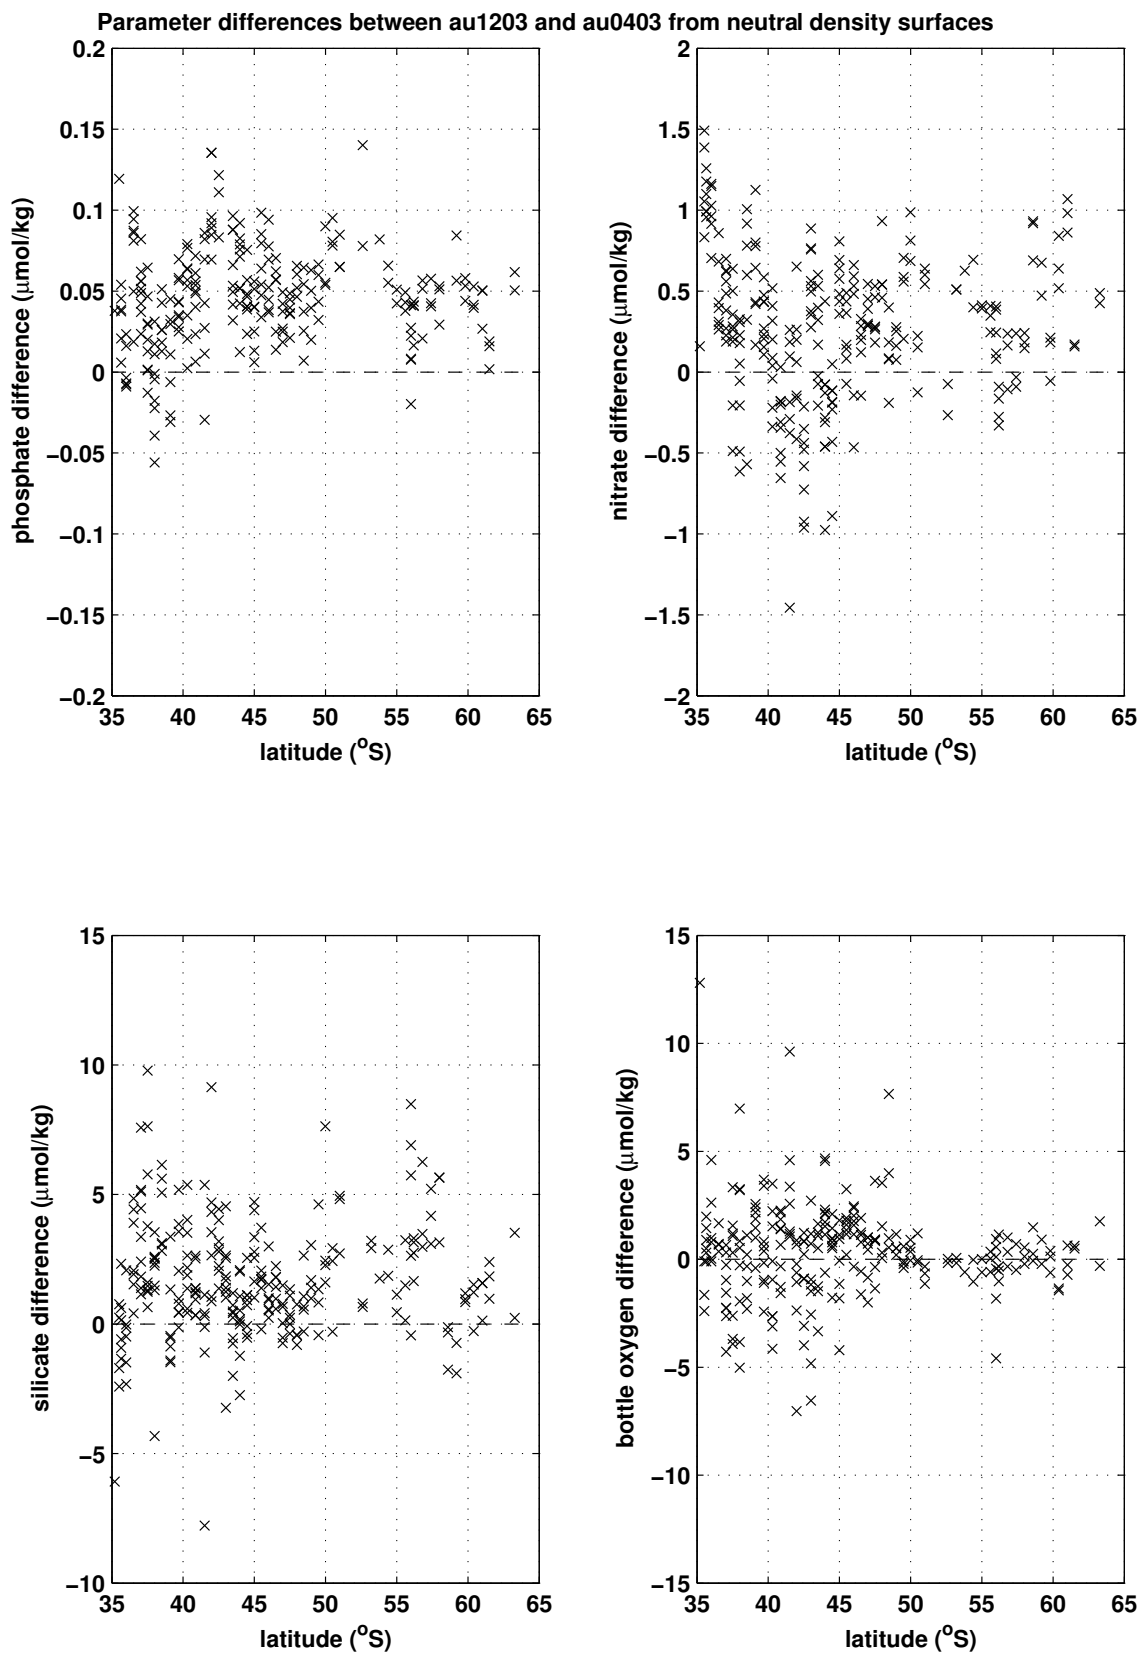 Parameter differences between au1203 and au0403 from neutral density surfaces
phosphate difference (μmol/kg)
0.2
0.15
0.1
0.05
0
−0.05
−0.1
−0.15
−0.2
35 40 45 50 55 60 65
latitude (°S)
nitrate difference (μmol/kg)
2
1.5
1
0.5
0
−0.5
−1
−1.5
−2
35 40 45 50 55 60 65
latitude (°S)
silicate difference (μmol/kg)
15
10
5
0
−5
−10
35 40 45 50 55 60 65
latitude (°S)
bottle oxygen difference (μmol/kg)
15
10
5
0
−5
−10
−15
35 40 45 50 55 60 65
latitude (°S)